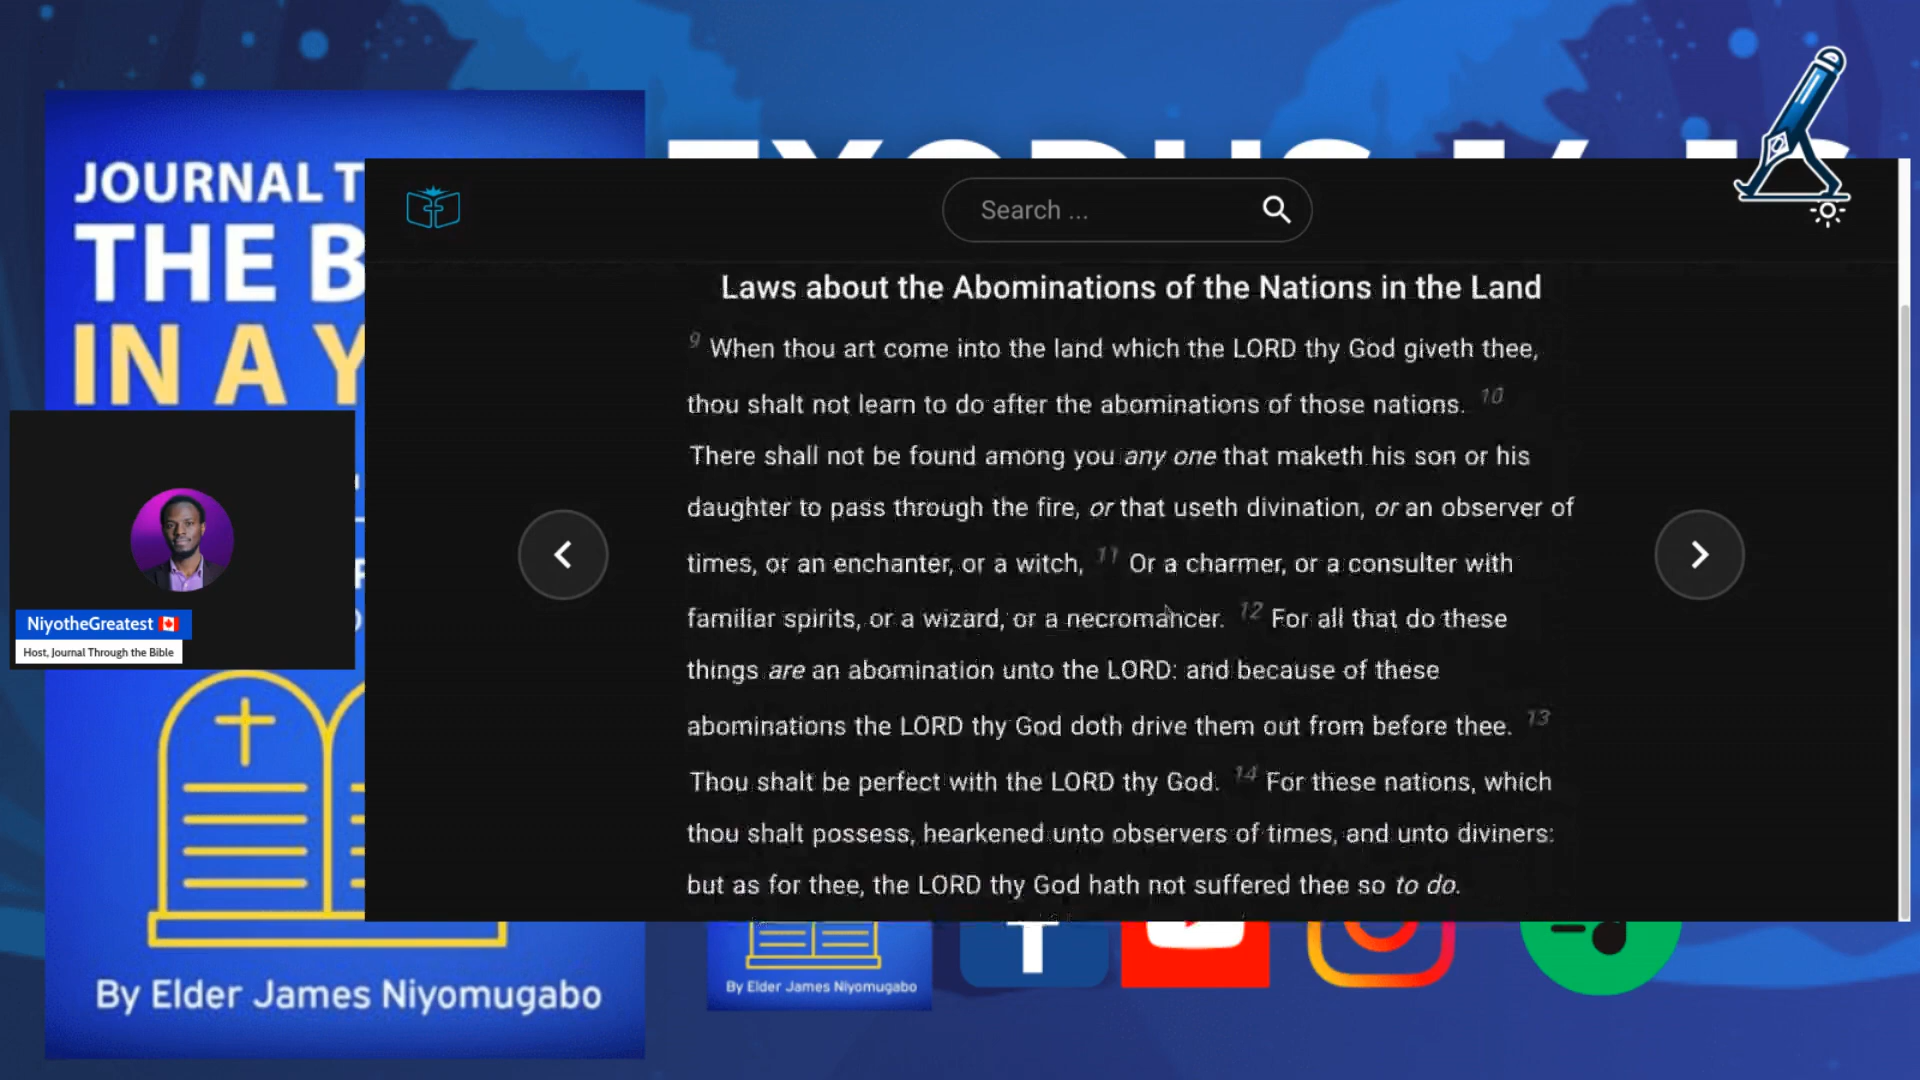 JOURNAL T
THE B
IN A Y
Search ...
Laws about the Abominations of the Nations in the Land
9 When thou art come into the land which the LORD thy God giveth thee,
thou shalt not learn to do after the abominations of those nations. 10
There shall not be found among you any one that maketh his son or his
daughter to pass through the fire, or that useth divination, or an observer of
times, or an enchanter, or a witch, 11 Or a charmer, or a consulter with
familiar spirits, or a wizard, or a necromancer. 12 For all that do these
things are an abomination unto the LORD: and because of these
abominations the LORD thy God doth drive them out from before thee. 13
Thou shalt be perfect with the LORD thy God. 14 For these nations, which
thou shalt possess, hearkened unto observers of times, and unto diviners:
but as for thee, the LORD thy God hath not suffered thee so to do.
NiyotheGreatest
Host, Journal Through the Bible
By Elder James Niyomugabo
By Elder James Niyomugabo